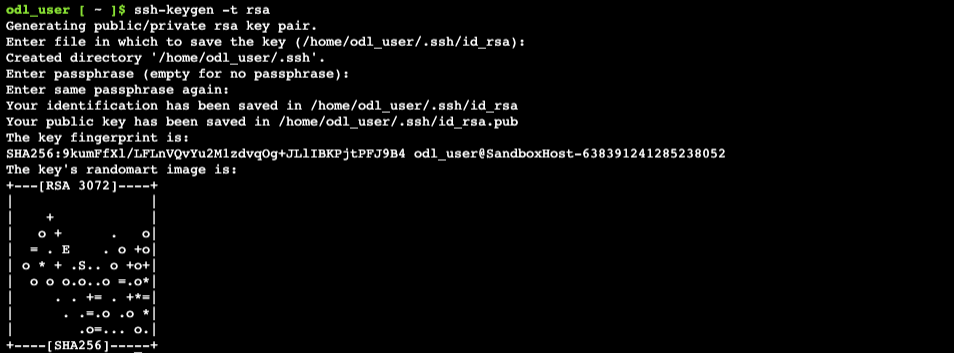 odl_user [ ~ ]$ ssh-keygen -t rsa
Generating public/private rsa key pair.
Enter file in which to save the key (/home/odl_user/.ssh/id_rsa):
Created directory '/home/odl_user/.ssh'.
Enter passphrase (empty for no passphrase):
Enter same passphrase again:
Your identification has been saved in /home/odl_user/.ssh/id_rsa
Your public key has been saved in /home/odl_user/.ssh/id_rsa.pub
The key fingerprint is:
SHA256:9kumFfXl/LFLnVQvYu2M1zdvqOg+JLlIBKPjtPFJ9B4 odl_user@SandboxHost-638391241285238052
The key's randomart image is:
+---[RSA 3072]----+
|                 |
|    +            |
|   o +      .   o|
|  = . E    . o +o|
| o * + .S.. o +o+|
|  o o o.o..o =.o*|
|     . . += . +*=|
|      . .=.o .o *|
|        .o=... o.|
+----[SHA256]-----+